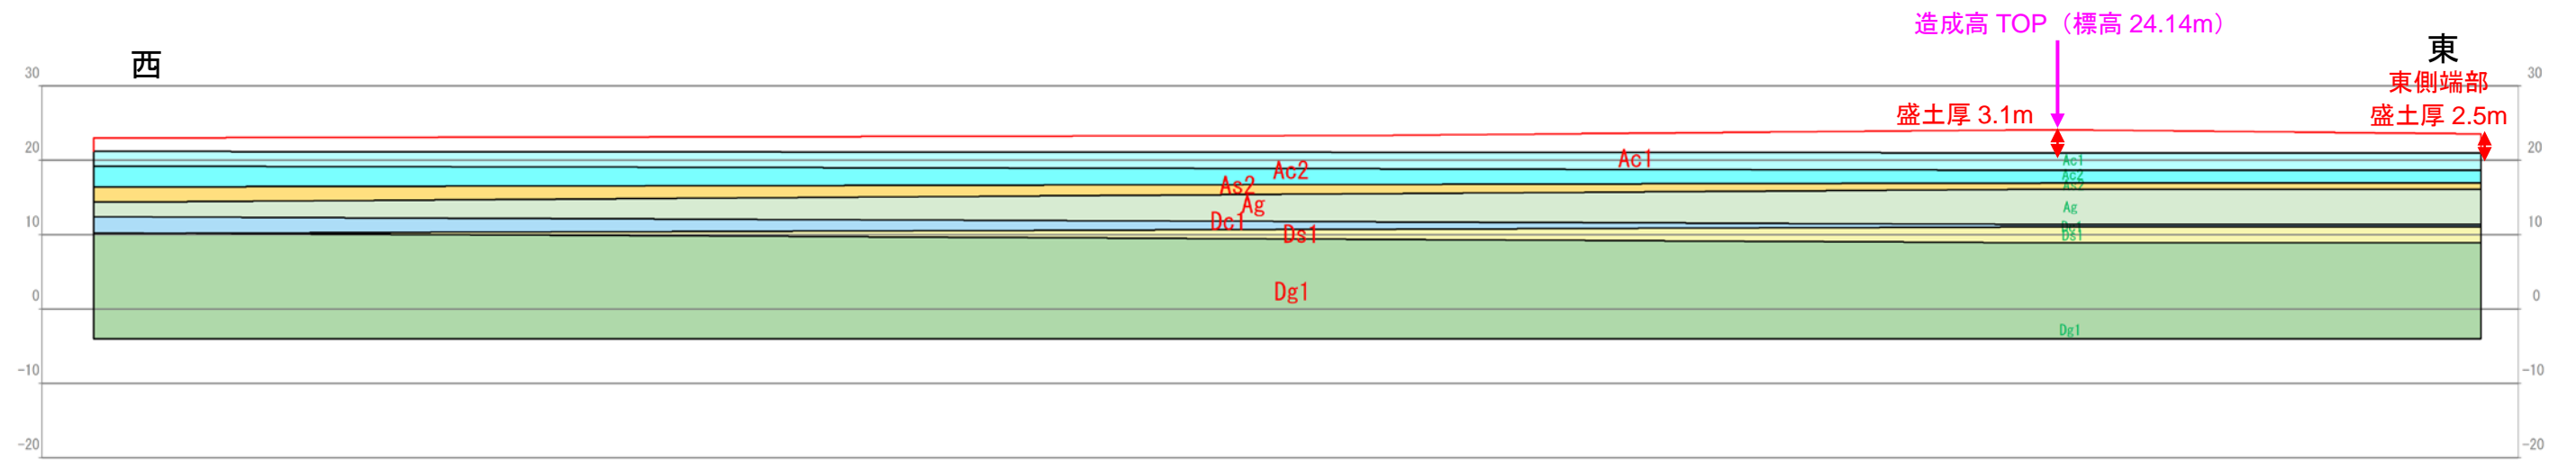 造成高 TOP（標高 24.14m）
西
東
30
30
東側端部
盛土厚 3.1m
盛土厚 2.5m
20
20
Ac1
Ac1
Ac2
Ac2
As2
As2
Ag
Ag
10
10
Dc1
Dc1
Ds1
Ds1
Dg1
0
0
Dg1
-10
-10
-20
-20